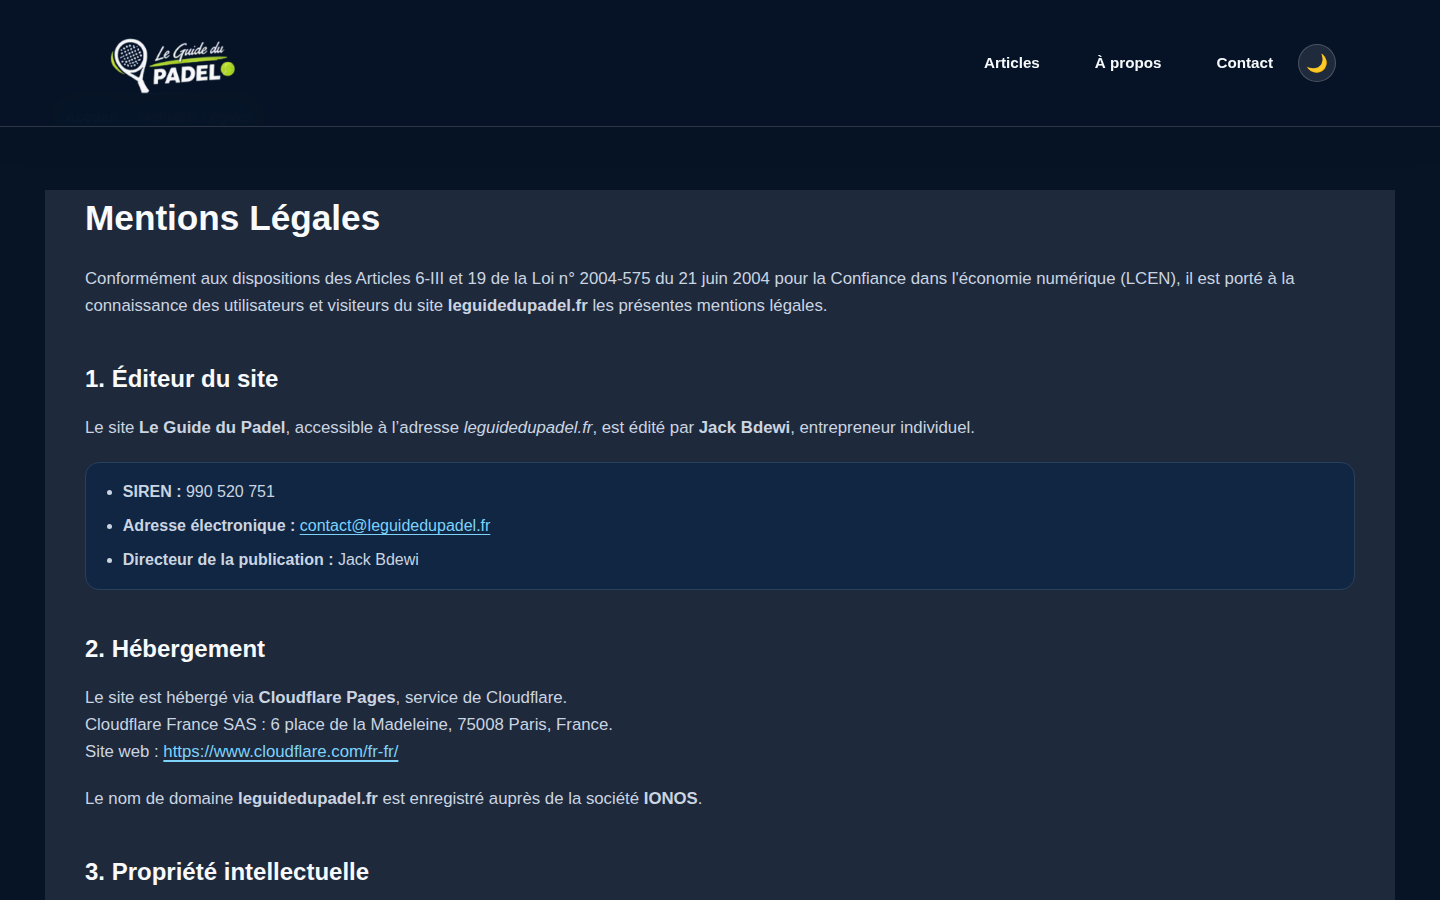 Le Guide du
PADEL
Articles
À propos
Contact
Mentions Légales
Conformément aux dispositions des Articles 6-III et 19 de la Loi n° 2004-575 du 21 juin 2004 pour la Confiance dans l'économie numérique (LCEN), il est porté à la
connaissance des utilisateurs et visiteurs du site leguidedupadel.fr les présentes mentions légales.
1. Éditeur du site
Le site Le Guide du Padel, accessible à l’adresse leguidedupadel.fr, est édité par Jack Bdewi, entrepreneur individuel.
SIREN : 990 520 751
Adresse électronique : contact@leguidedupadel.fr
Directeur de la publication : Jack Bdewi
2. Hébergement
Le site est hébergé via Cloudflare Pages, service de Cloudflare.
Cloudflare France SAS : 6 place de la Madeleine, 75008 Paris, France.
Site web : https://www.cloudflare.com/fr-fr/
Le nom de domaine leguidedupadel.fr est enregistré auprès de la société IONOS.
3. Propriété intellectuelle